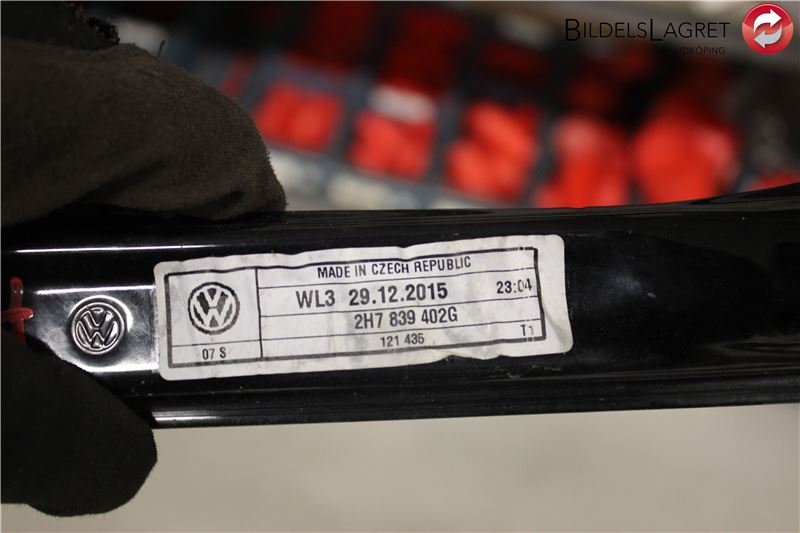 BILDELSLAGRET
MADE IN CZECH REPUBLIC
WL3 29.12.2015 23:04
2H7 839 402G
07 S 121 435 T1